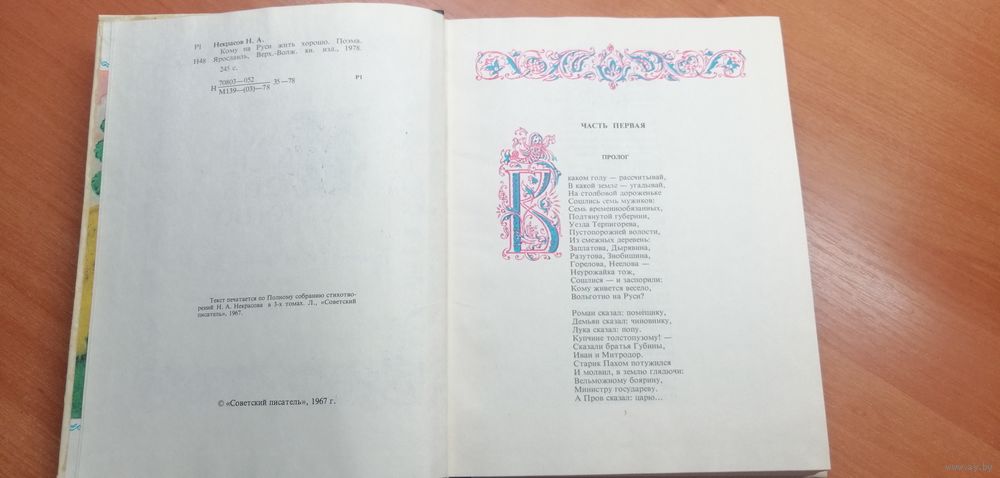 Р1 Некрасов Н. А.
Кому на Руси жить хорошо. Поэма.
Н48 Ярославль, Верх.-Волж. кн. изд., 1978.
245 с.
Н 70803—052 35—78 Р1
М139—(03)—78
Текст печатается по Полному собранию стихотво-
рений Н. А. Некрасова в 3-х томах. Л., «Советский
писатель», 1967.
© «Советский писатель», 1967 г.
ЧАСТЬ ПЕРВАЯ
ПРОЛОГ
В каком году — рассчитывай,
В какой земле — угадывай,
На столбовой дороженьке
Сошлись семь мужиков:
Семь временнообязанных,
Подтянутой губернии,
Уезда Терпигорева,
Пустопорожней волости,
Из смежных деревень:
Заплатова, Дырявина,
Разутова, Знобишина,
Горелова, Неелова —
Неурожайка тож,
Сошлися — и заспорили:
Кому живется весело,
Вольготно на Руси?
Роман сказал: помещику,
Демьян сказал: чиновнику,
Лука сказал: попу.
Купчине толстопузому! —
Сказали братья Губины,
Иван и Митродор.
Старик Пахом потужился
И молвил, в землю глядючи:
Вельможному боярину,
Министру государеву.
А Пров сказал: царю...
3
www.ay.by